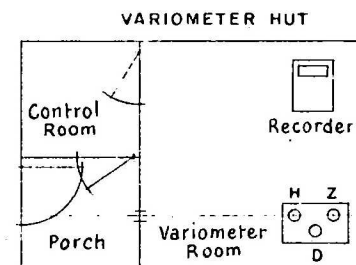 VARIOMETER HUT
Control
Room
Recorder
H Z
D
Porch
Variometer
Room